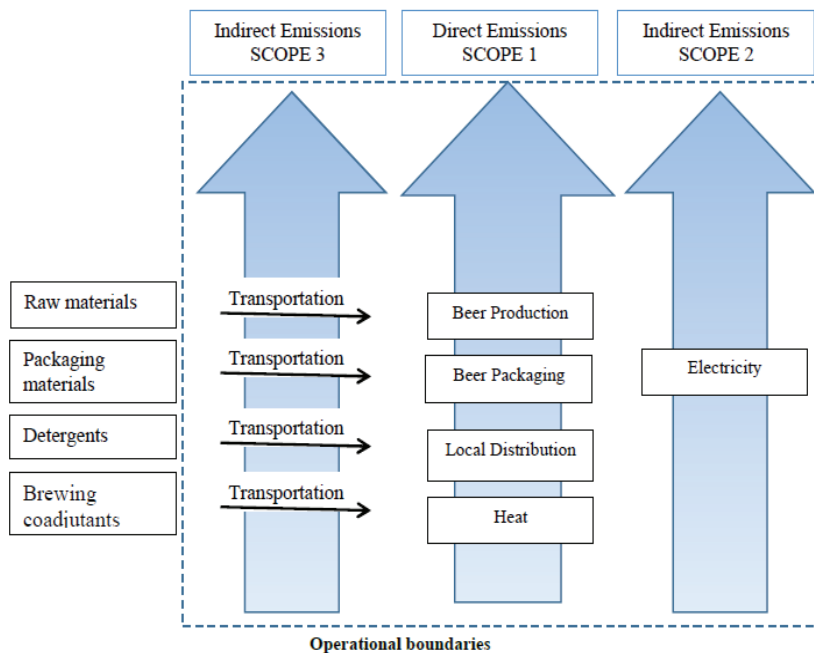 Indirect Emissions
SCOPE 3
Direct Emissions
SCOPE 1
Indirect Emissions
SCOPE 2
Raw materials
Transportation
Beer Production
Packaging
materials
Transportation
Beer Packaging
Electricity
Detergents
Transportation
Local Distribution
Brewing
coadjutants
Transportation
Heat
Operational boundaries